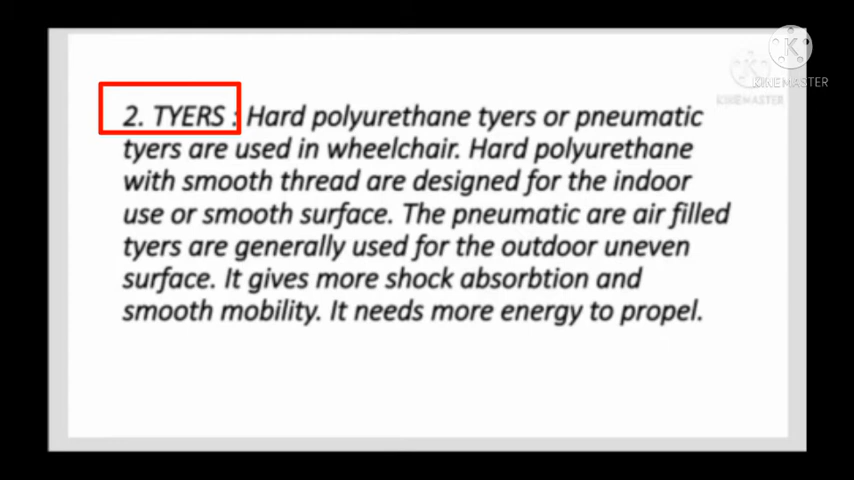 KINEMASTER
KINEMASTER
2. TYERS : Hard polyurethane tyers or pneumatic
tyers are used in wheelchair. Hard polyurethane
with smooth thread are designed for the indoor
use or smooth surface. The pneumatic are air filled
tyers are generally used for the outdoor uneven
surface. It gives more shock absorbtion and
smooth mobility. It needs more energy to propel.